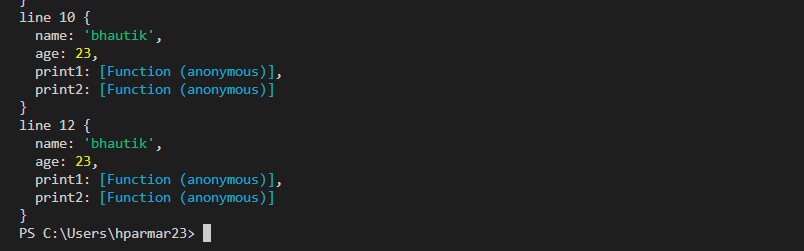 }
line 10 {
  name: 'bhautik',
  age: 23,
  print1: [Function (anonymous)],
  print2: [Function (anonymous)]
}
line 12 {
  name: 'bhautik',
  age: 23,
  print1: [Function (anonymous)],
  print2: [Function (anonymous)]
}
PS C:\Users\hparmar23>